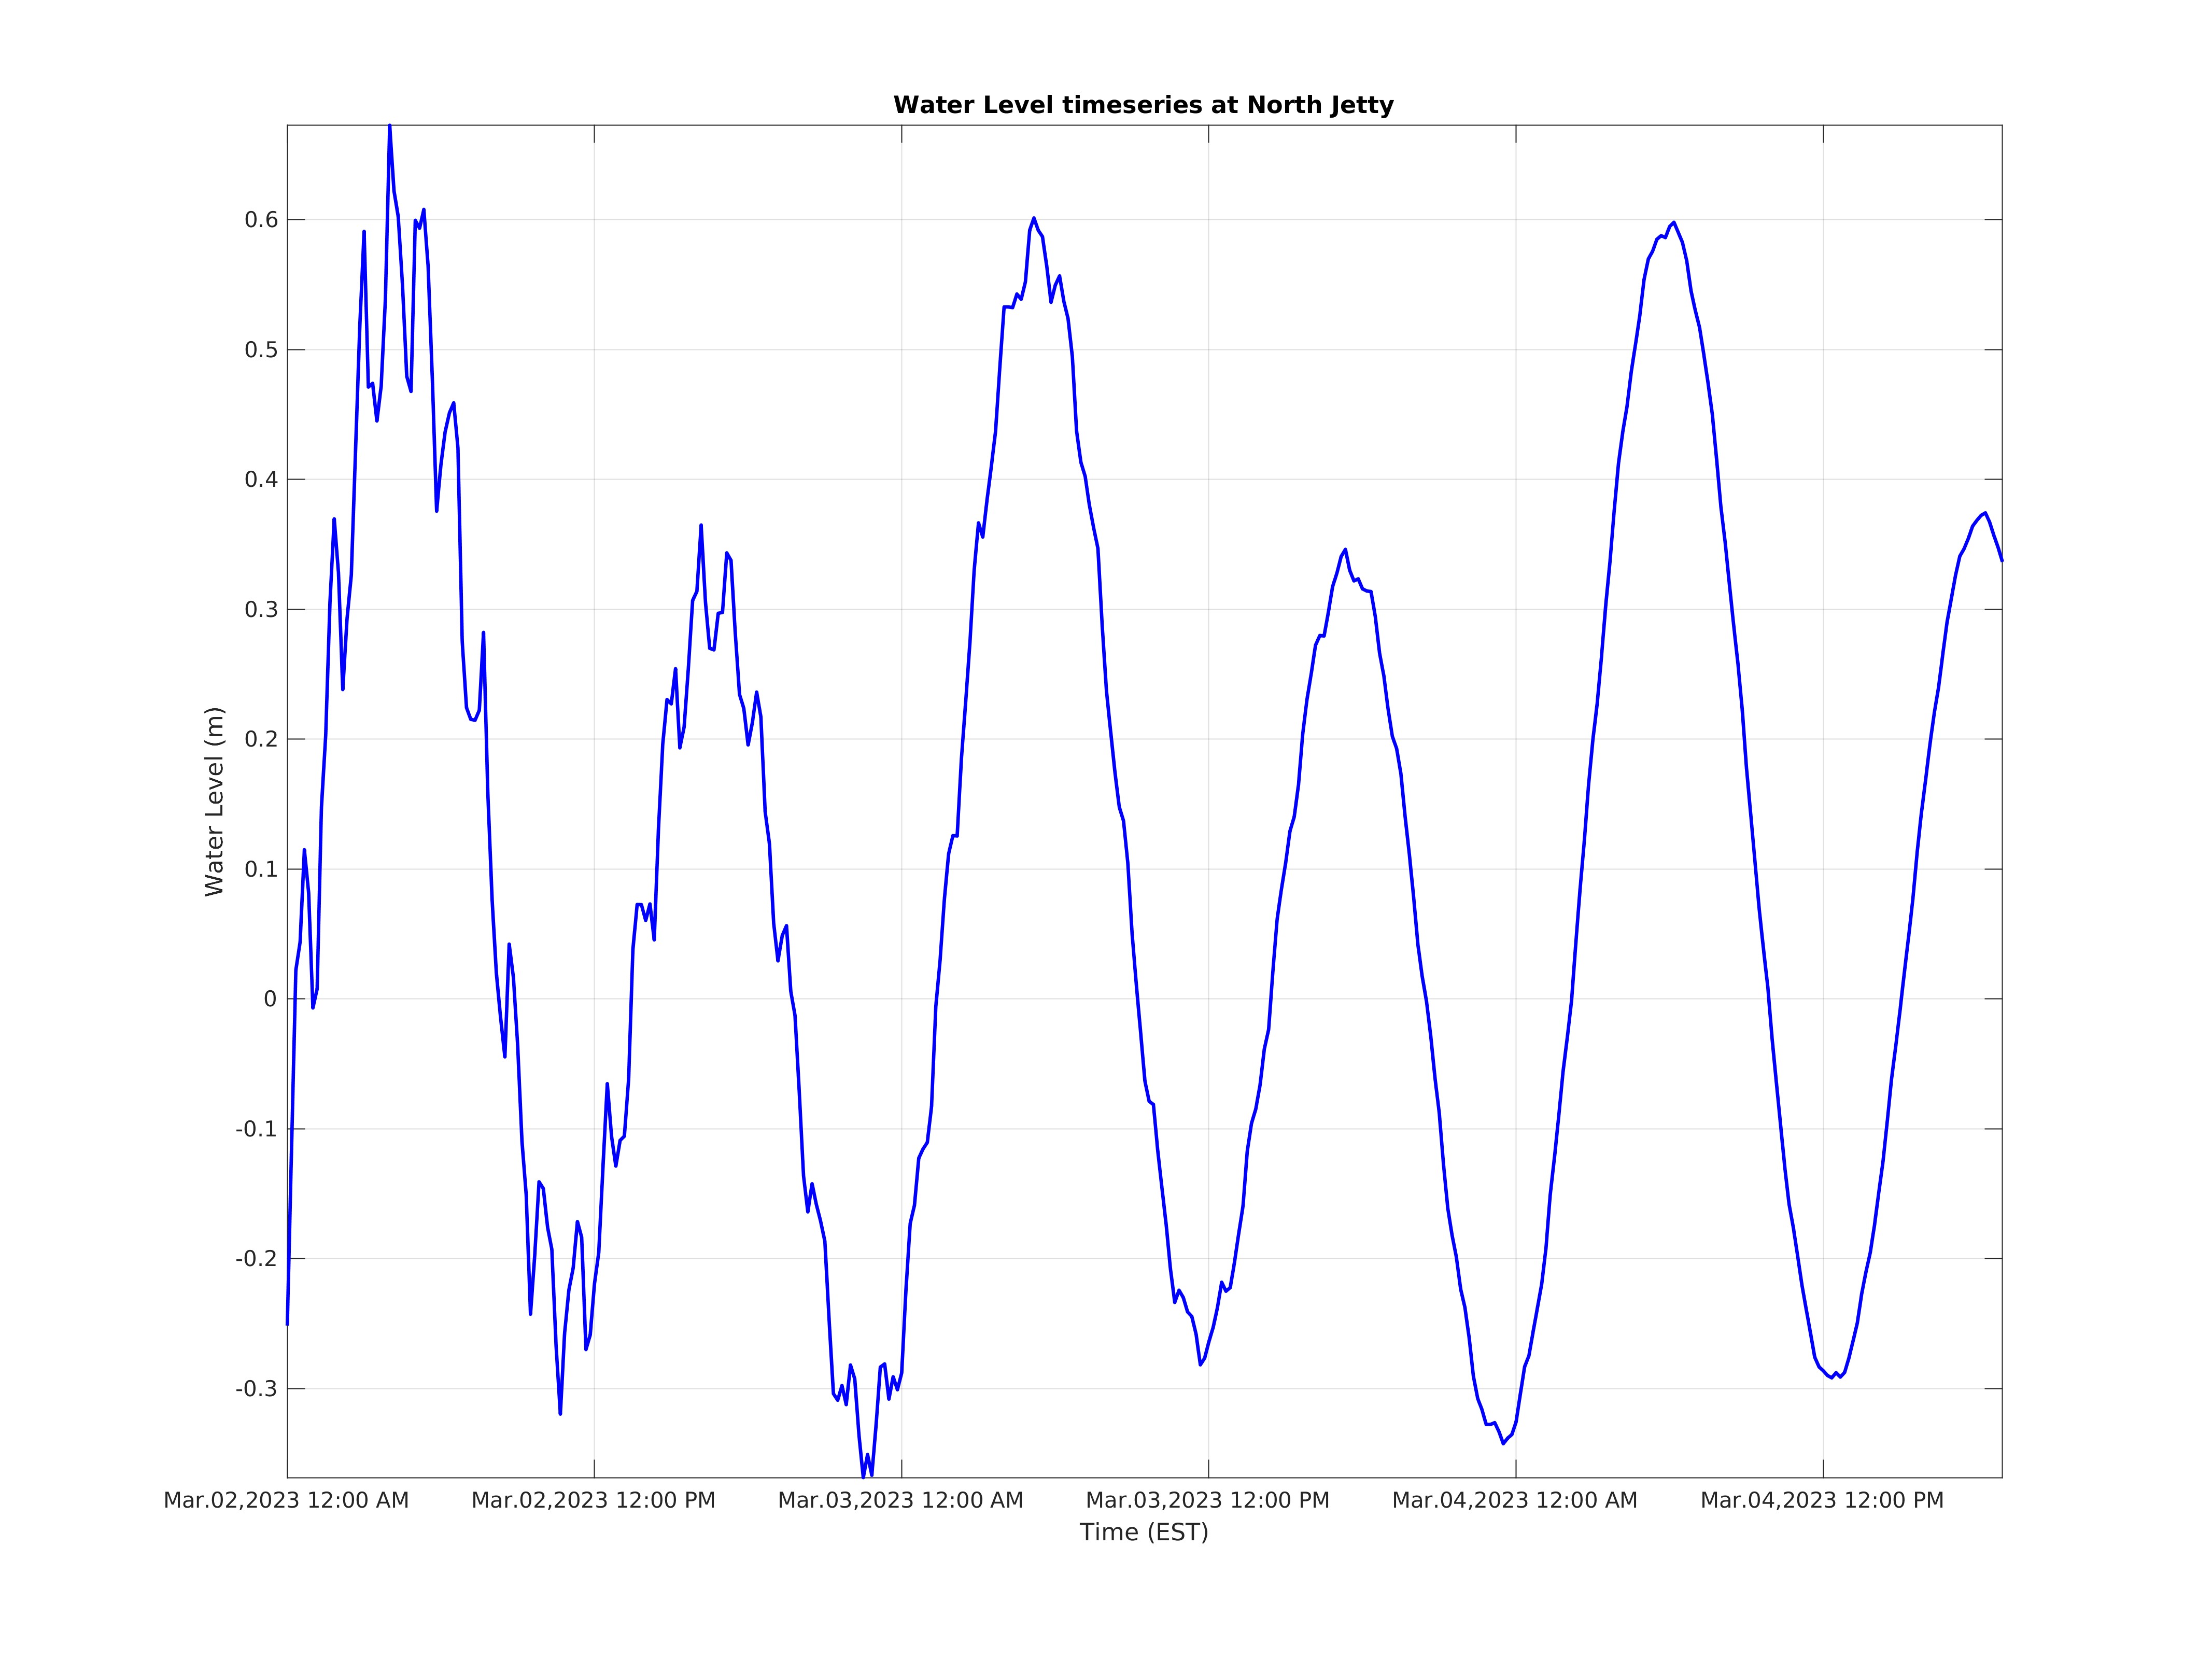 Water Level timeseries at North Jetty
0.6
0.5
0.4
0.3
0.2
0.1
0
-0.1
-0.2
-0.3
Water Level (m)
Mar.02,2023 12:00 AM
Mar.02,2023 12:00 PM
Mar.03,2023 12:00 AM
Mar.03,2023 12:00 PM
Mar.04,2023 12:00 AM
Mar.04,2023 12:00 PM
Time (EST)